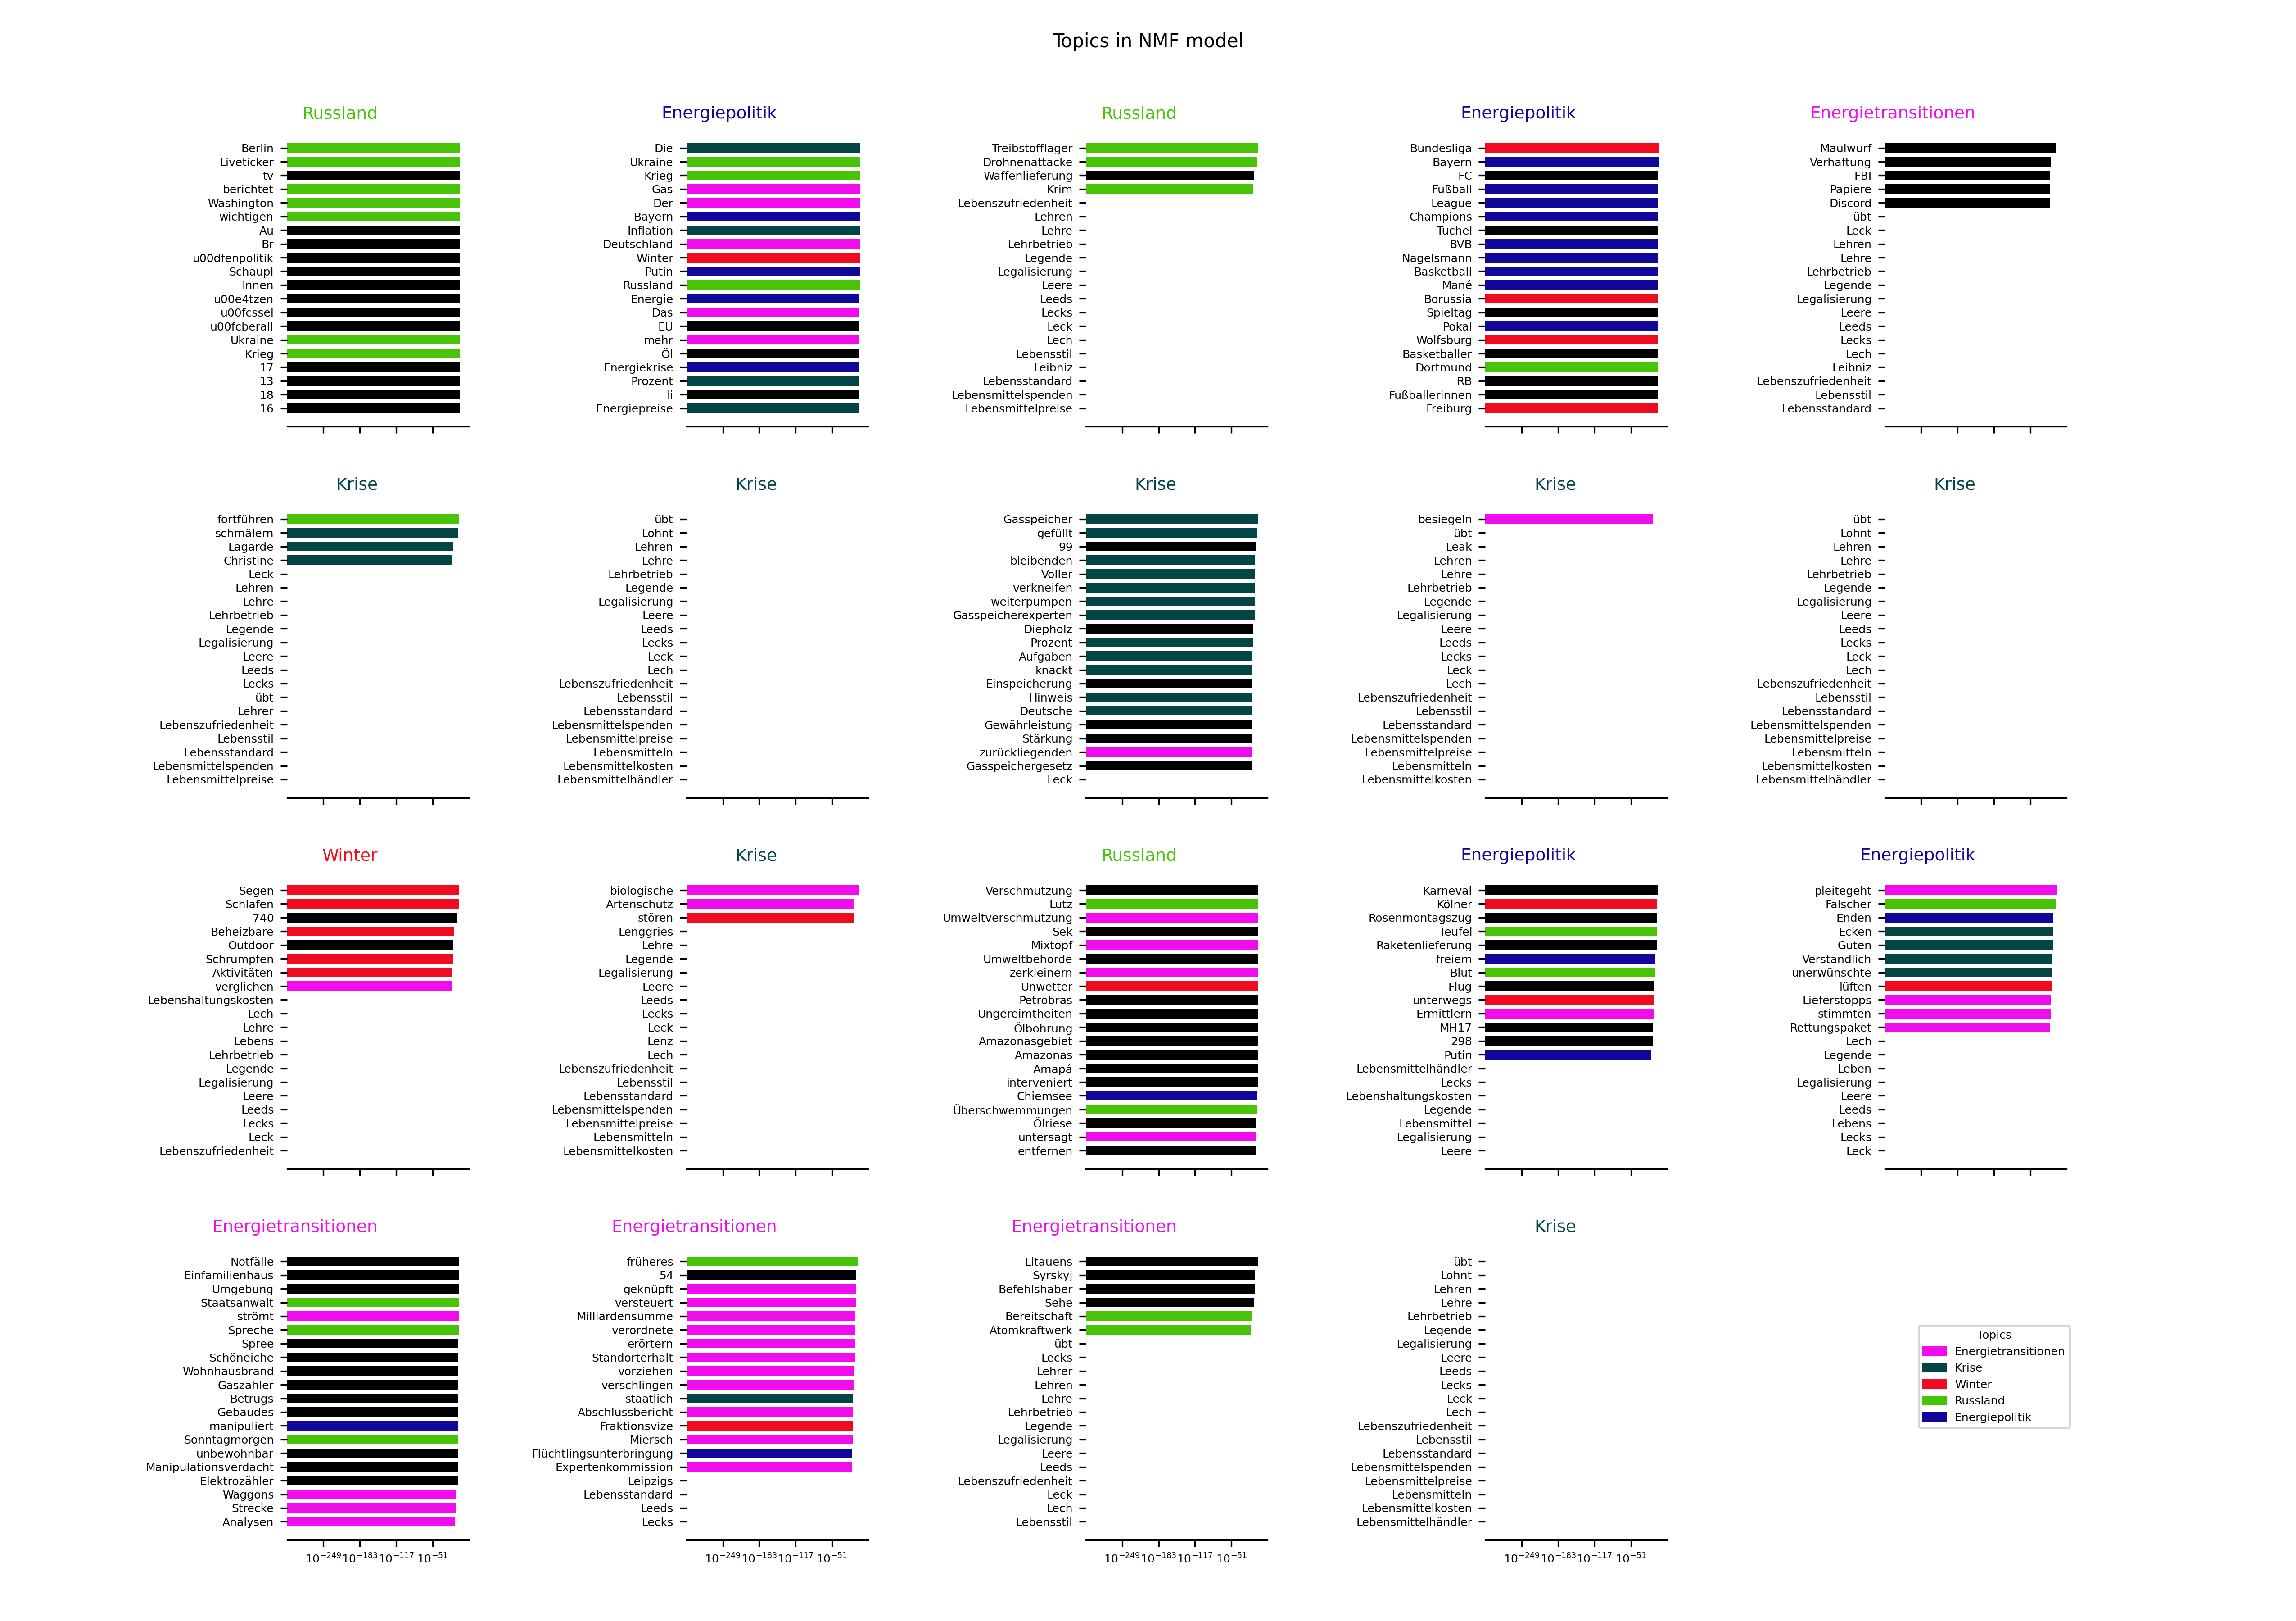 Topics in NMF model
Russland
Berlin
Liveticker
tv
berichtet
Washington
wichtigen
Au
Br
u00dfenpolitik
Schaupl
Innen
u00e4tzen
u00fcssel
u00fcberall
Ukraine
Krieg
17
13
18
16
Energiepolitik
Die
Ukraine
Krieg
Gas
Der
Bayern
Inflation
Deutschland
Winter
Putin
Russland
Energie
Das
EU
mehr
Öl
Energiekrise
Prozent
li
Energiepreise
Russland
Treibstofflager
Drohnenattacke
Waffenlieferung
Krim
Lebenszufriedenheit
Lehren
Lehre
Lehrbetrieb
Legende
Legalisierung
Leere
Leeds
Lecks
Leck
Lech
Lebensstil
Leibniz
Lebensstandard
Lebensmittelspenden
Lebensmittelpreise
Energiepolitik
Bundesliga
Bayern
FC
Fußball
League
Champions
Tuchel
BVB
Nagelsmann
Basketball
Mané
Borussia
Spieltag
Pokal
Wolfsburg
Basketballer
Dortmund
RB
Fußballerinnen
Freiburg
Energietransitionen
Maulwurf
Verhaftung
FBI
Papiere
Discord
übt
Leck
Lehren
Lehre
Lehrbetrieb
Legende
Legalisierung
Leere
Leeds
Lecks
Lech
Leibniz
Lebenszufriedenheit
Lebensstil
Lebensstandard
Krise
fortführen
schmälern
Lagarde
Christine
Leck
Lehren
Lehre
Lehrbetrieb
Legende
Legalisierung
Leere
Leeds
Lecks
übt
Lehrer
Lebenszufriedenheit
Lebensstil
Lebensstandard
Lebensmittelspenden
Lebensmittelpreise
Krise
übt
Lohnt
Lehren
Lehre
Lehrbetrieb
Legende
Legalisierung
Leere
Leeds
Lecks
Leck
Lech
Lebenszufriedenheit
Lebensstil
Lebensstandard
Lebensmittelspenden
Lebensmittelpreise
Lebensmitteln
Lebensmittelkosten
Lebensmittelhändler
Krise
Gasspeicher
gefüllt
99
bleibenden
Voller
verkneifen
weiterpumpen
Gasspeicherexperten
Diepholz
Prozent
Aufgaben
knackt
Einspeicherung
Hinweis
Deutsche
Gewährleistung
Stärkung
zurückliegenden
Gasspeichergesetz
Leck
Krise
besiegeln
übt
Leak
Lehren
Lehre
Lehrbetrieb
Legende
Legalisierung
Leere
Leeds
Lecks
Leck
Lech
Lebenszufriedenheit
Lebensstil
Lebensstandard
Lebensmittelspenden
Lebensmittelpreise
Lebensmitteln
Lebensmittelkosten
Krise
übt
Lohnt
Lehren
Lehre
Lehrbetrieb
Legende
Legalisierung
Leere
Leeds
Lecks
Leck
Lech
Lebenszufriedenheit
Lebensstil
Lebensstandard
Lebensmittelspenden
Lebensmittelpreise
Lebensmitteln
Lebensmittelkosten
Lebensmittelhändler
Winter
Segen
Schlafen
740
Beheizbare
Outdoor
Schrumpfen
Aktivitäten
verglichen
Lebenshaltungskosten
Lech
Lehre
Lebens
Lehrbetrieb
Legende
Legalisierung
Leere
Leeds
Lecks
Leck
Lebenszufriedenheit
Krise
biologische
Artenschutz
stören
Lenggries
Lehre
Legende
Legalisierung
Leere
Leeds
Lecks
Leck
Lenz
Lech
Lebenszufriedenheit
Lebensstil
Lebensstandard
Lebensmittelspenden
Lebensmittelpreise
Lebensmitteln
Lebensmittelkosten
Russland
Verschmutzung
Lutz
Umweltverschmutzung
Sek
Mixtopf
Umweltbehörde
zerkleinern
Unwetter
Petrobras
Ungereimtheiten
Ölbohrung
Amazonasgebiet
Amazonas
Amapá
interveniert
Chiemsee
Überschwemmungen
Ölriese
untersagt
entfernen
Energiepolitik
Karneval
Kölner
Rosenmontagszug
Teufel
Raketenlieferung
freiem
Blut
Flug
unterwegs
Ermittlern
MH17
298
Putin
Lebensmittelhändler
Lecks
Lebenshaltungskosten
Legende
Lebensmittel
Legalisierung
Leere
Energiepolitik
pleitegeht
Falscher
Enden
Ecken
Guten
Verständlich
unerwünschte
lüften
Lieferstopps
stimmten
Rettungspaket
Lech
Legende
Leben
Legalisierung
Leere
Leeds
Lebens
Lecks
Leck
Energietransitionen
Notfälle
Einfamilienhaus
Umgebung
Staatsanwalt
strömt
Spreche
Spree
Schöneiche
Wohnhausbrand
Gaszähler
Betrugs
Gebäudes
manipuliert
Sonntagmorgen
unbewohnbar
Manipulationsverdacht
Elektrozähler
Waggons
Strecke
Analysen
10⁻²⁴⁹ 10⁻¹⁸³ 10⁻¹¹⁷ 10⁻⁵¹
Energietransitionen
früheres
54
geknüpft
versteuert
Milliardensumme
verordnete
erörtern
Standorterhalt
vorziehen
verschlingen
staatlich
Abschlussbericht
Fraktionsvize
Miersch
Flüchtlingsunterbringung
Expertenkommission
Leipzigs
Lebensstandard
Leeds
Lecks
10⁻²⁴⁹ 10⁻¹⁸³ 10⁻¹¹⁷ 10⁻⁵¹
Energietransitionen
Litauens
Syrskyj
Befehlshaber
Sehe
Bereitschaft
Atomkraftwerk
übt
Lecks
Lehrer
Lehren
Lehre
Lehrbetrieb
Legende
Legalisierung
Leere
Leeds
Lebenszufriedenheit
Leck
Lech
Lebensstil
10⁻²⁴⁹ 10⁻¹⁸³ 10⁻¹¹⁷ 10⁻⁵¹
Krise
übt
Lohnt
Lehren
Lehre
Lehrbetrieb
Legende
Legalisierung
Leere
Leeds
Lecks
Leck
Lech
Lebenszufriedenheit
Lebensstil
Lebensstandard
Lebensmittelspenden
Lebensmittelpreise
Lebensmitteln
Lebensmittelkosten
Lebensmittelhändler
10⁻²⁴⁹ 10⁻¹⁸³ 10⁻¹¹⁷ 10⁻⁵¹
Topics
Energietransitionen
Krise
Winter
Russland
Energiepolitik